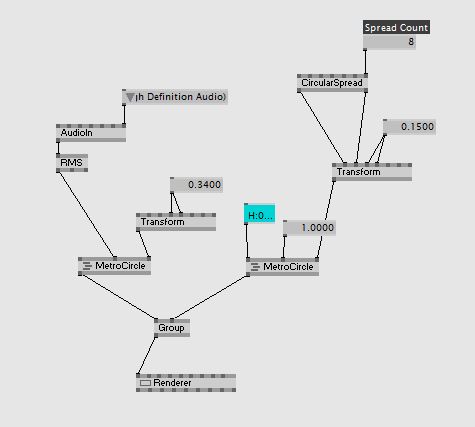 Spread Count
8
CircularSpread
h Definition Audio)
AudioIn
0.1500
RMS
Transform
0.3400
Transform
H:0...
1.0000
MetroCircle
MetroCircle
Group
Renderer